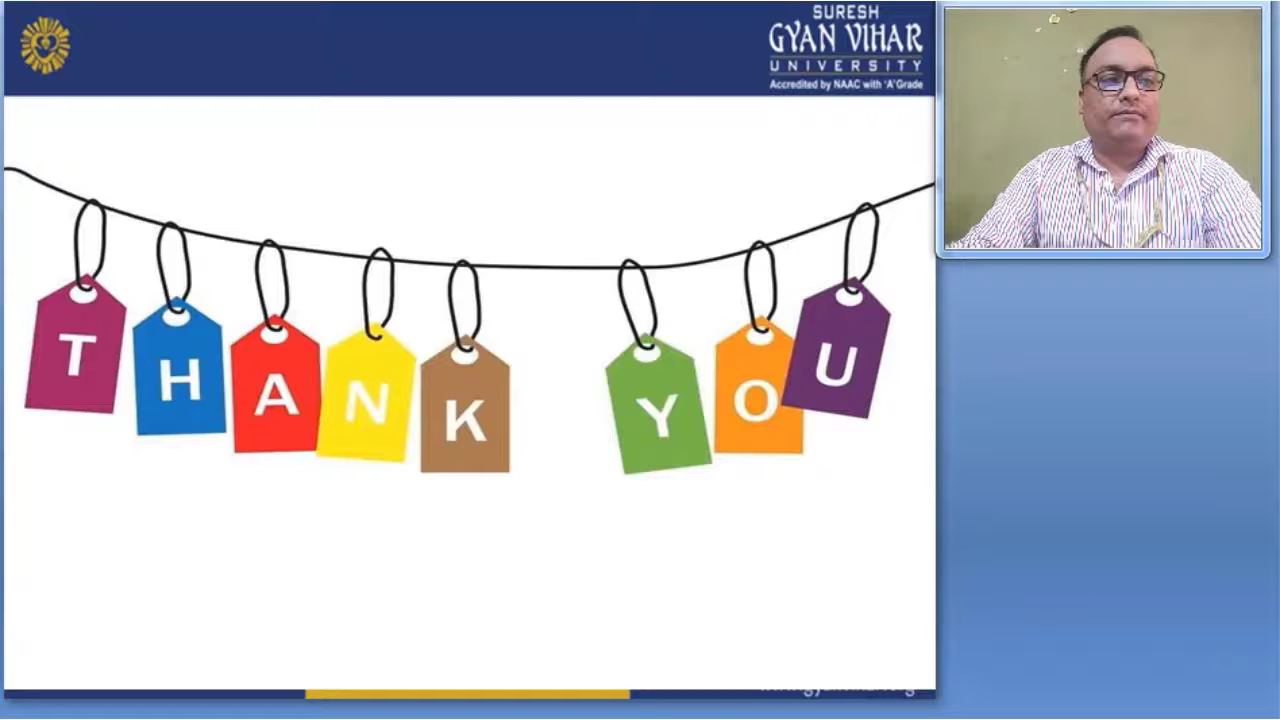 SURESH
GYAN VIHAR
UNIVERSITY
Accredited by NAAC with 'A'Grade
THANK YOU